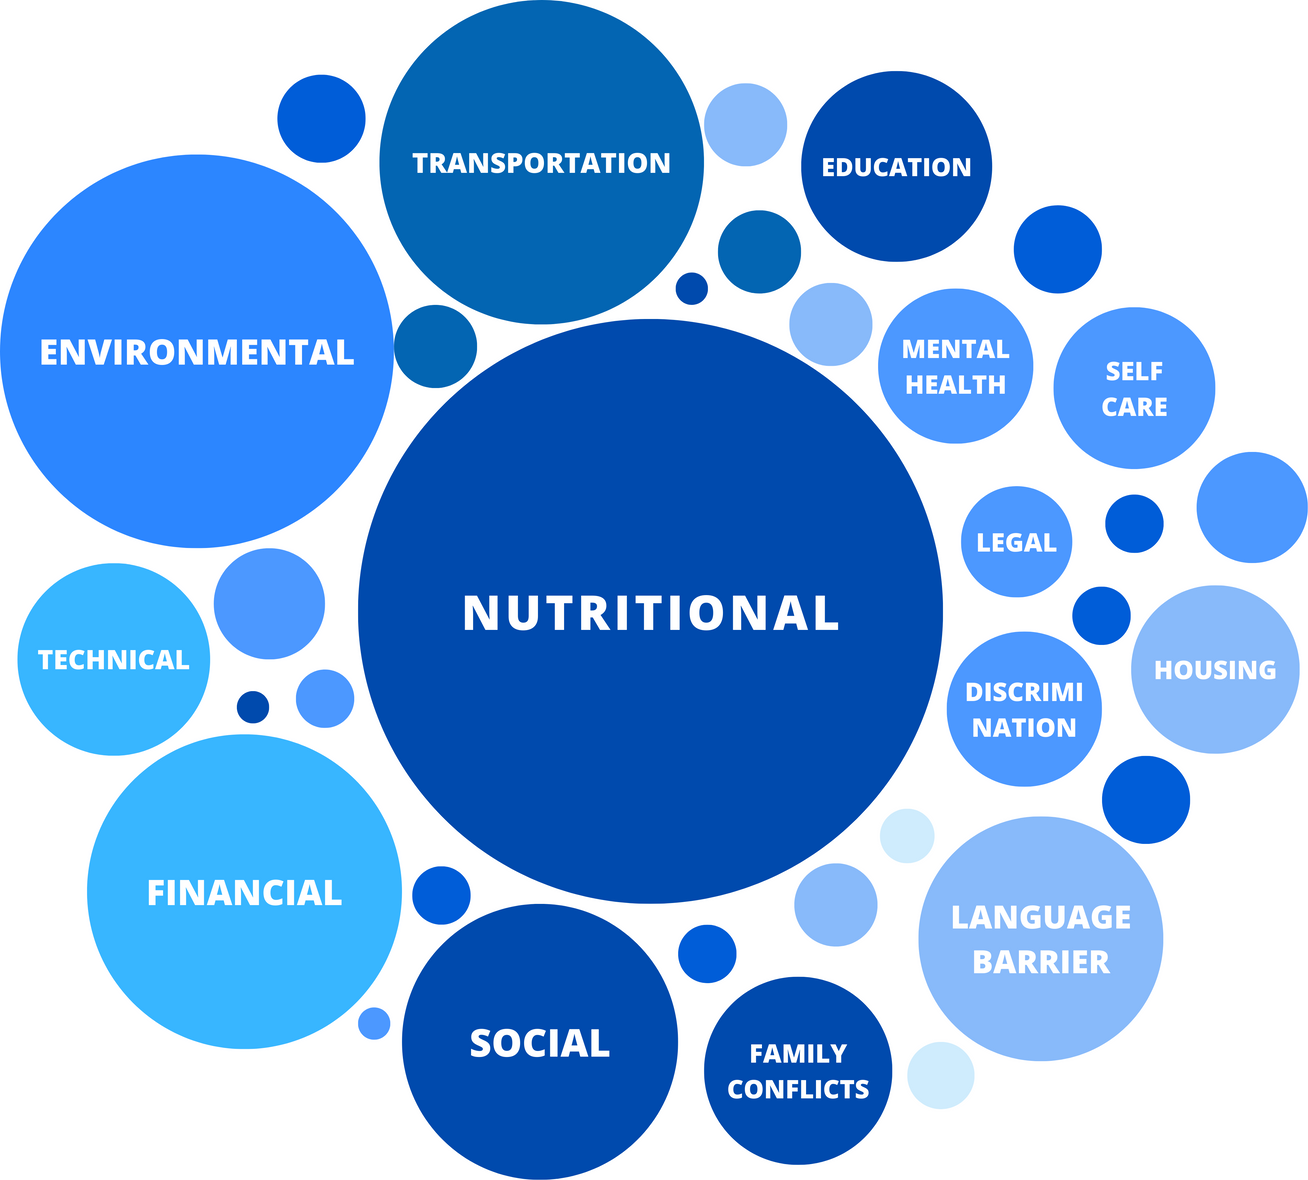 TRANSPORTATION
EDUCATION
ENVIRONMENTAL
MENTAL
HEALTH
SELF
CARE
LEGAL
NUTRITIONAL
TECHNICAL
HOUSING
DISCRIMI
NATION
FINANCIAL
LANGUAGE
BARRIER
SOCIAL
FAMILY
CONFLICTS